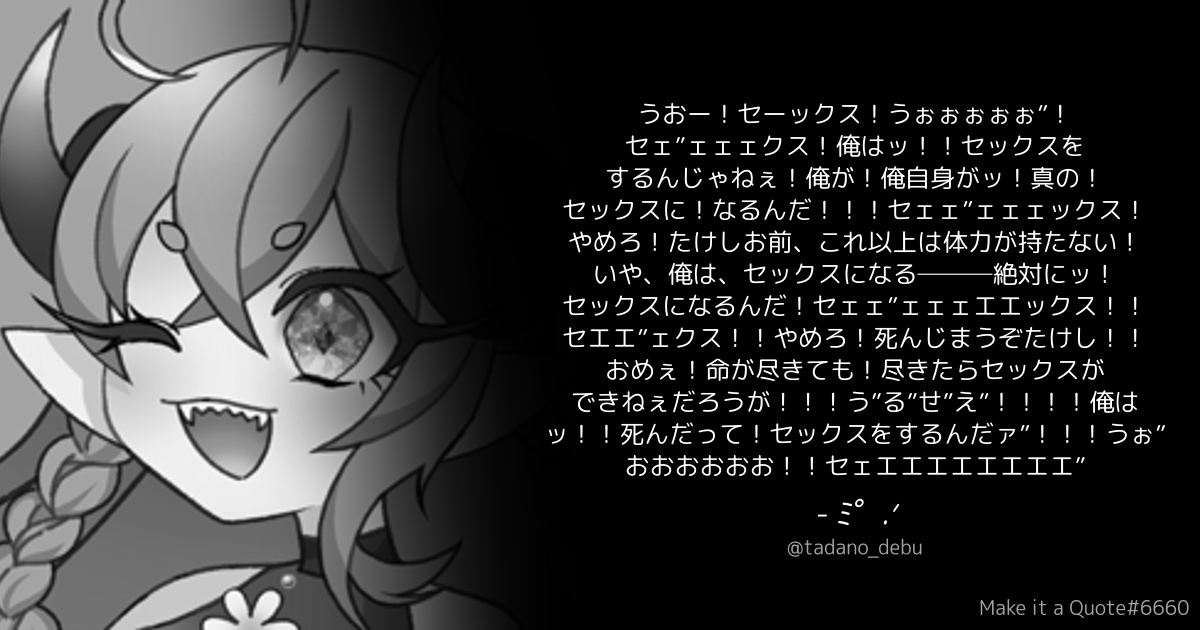 うおー！セーックス！うぉぉぉぉぉ”！
セェ”ェェェクス！俺はッ！！セックスを
するんじゃねぇ！俺が！俺自身がッ！真の！
セックスに！なるんだ！！！セェェ”ェェェックス！
やめろ！たけしお前、これ以上は体力が持たない！
いや、俺は、セックスになる———絶対にッ！
セックスになるんだ！セェェ”ェェェエエックス！！
セエエ”ェクス！！やめろ！死んじまうぞたけし！！
おめぇ！命が尽きても！尽きたらセックスが
できねぇだろうが！！！う”る”せ”え”！！！！俺は
ッ！！死んだって！セックスをするんだァ”！！！うぉ”
おおおおおお！！セェエエエエエエエエ”
- ミ゜ .ᐟ
@tadano_debu
Make it a Quote#6660